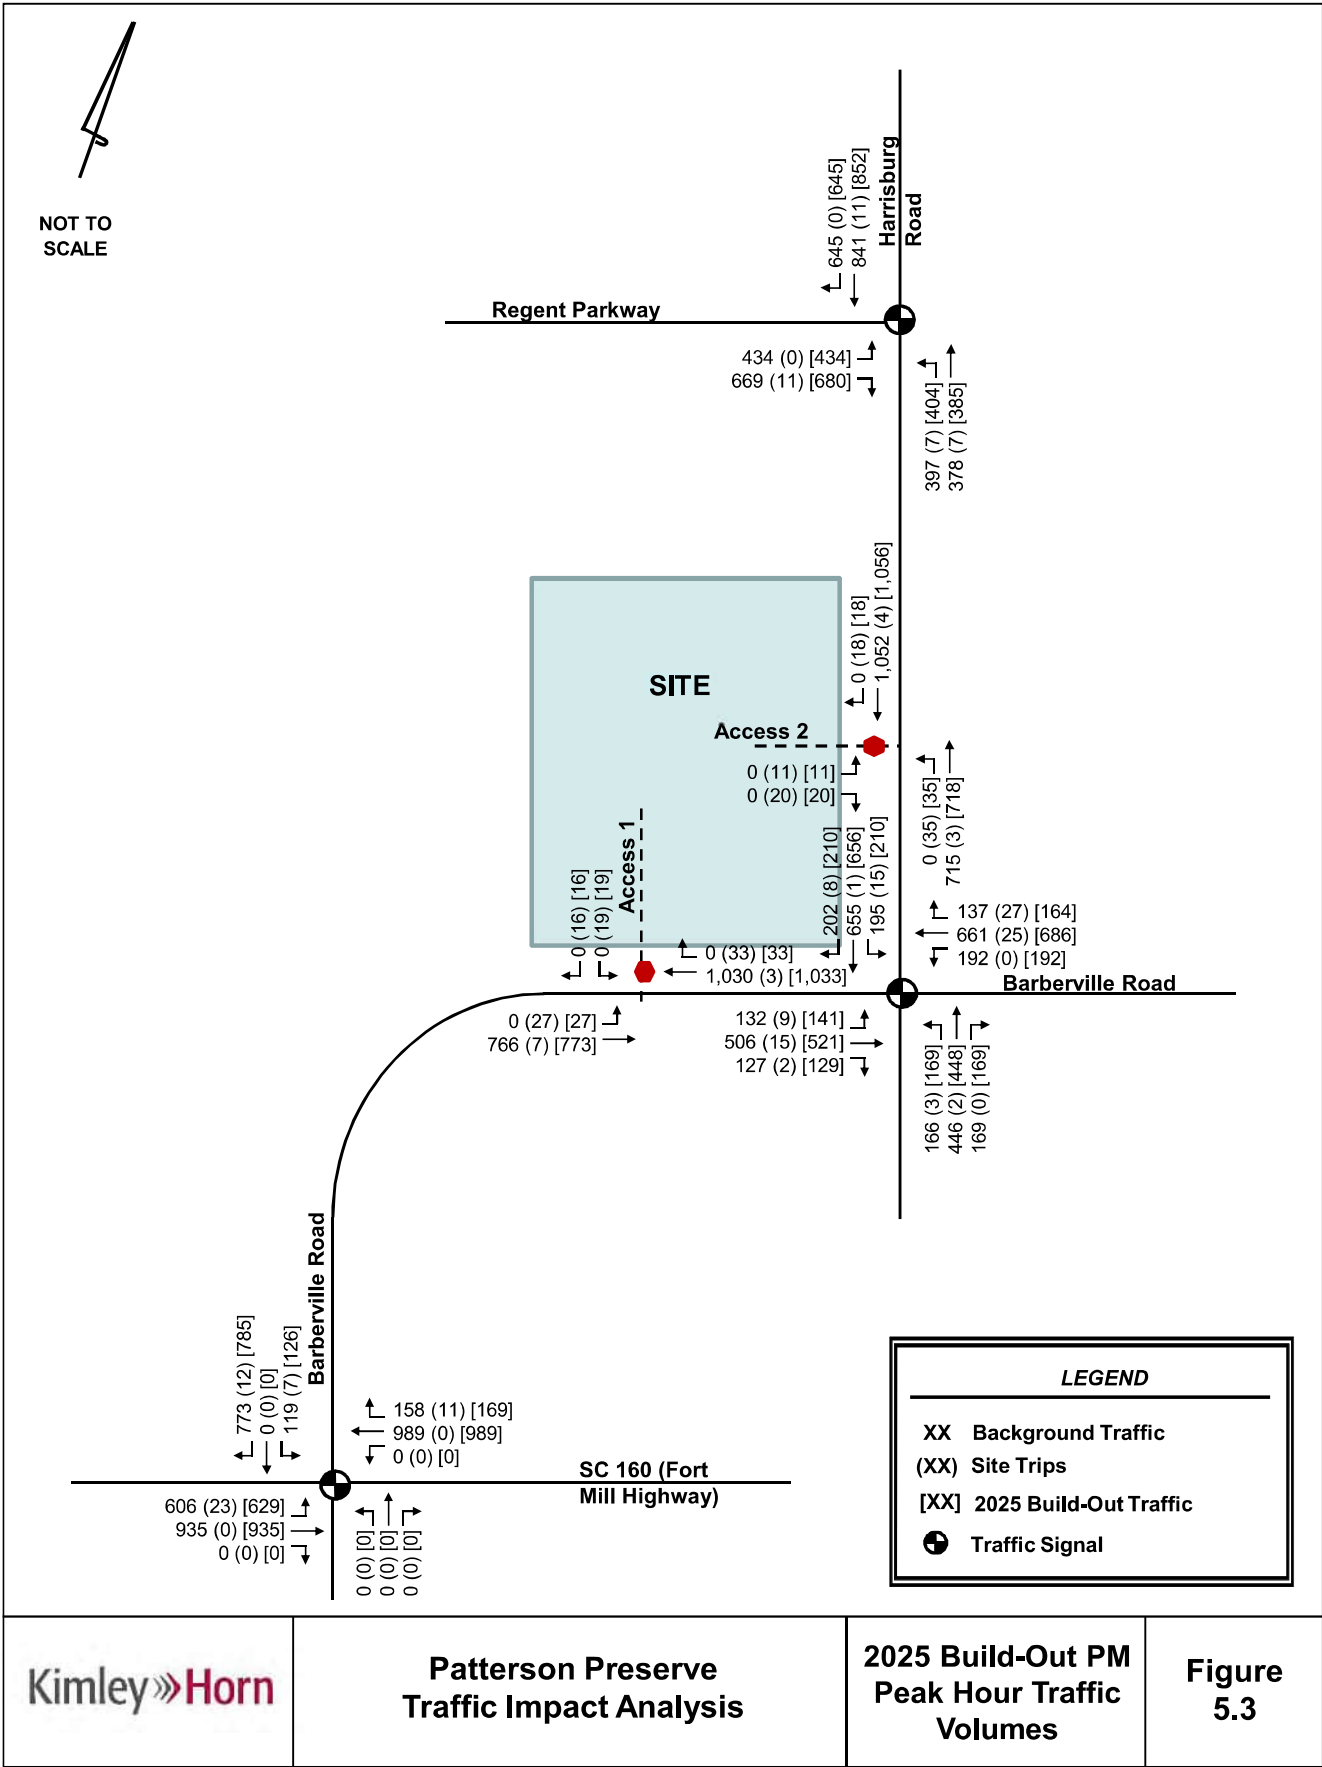 NOT TO
SCALE
Harrisburg
Road
645 (0) [645]
841 (11) [852]
Regent Parkway
434 (0) [434]
669 (11) [680]
397 (7) [404]
378 (7) [385]
0 (18) [18]
1,052 (4) [1,056]
SITE
Access 2
0 (11) [11]
0 (20) [20]
0 (35) [35]
715 (3) [718]
Access 1
0 (16) [16]
0 (19) [19]
202 (8) [210]
655 (1) [656]
195 (15) [210]
137 (27) [164]
661 (25) [686]
192 (0) [192]
0 (33) [33]
1,030 (3) [1,033]
Barberville Road
0 (27) [27]
766 (7) [773]
132 (9) [141]
506 (15) [521]
127 (2) [129]
166 (3) [169]
446 (2) [448]
169 (0) [169]
Barberville Road
773 (12) [785]
0 (0) [0]
119 (7) [126]
158 (11) [169]
989 (0) [989]
0 (0) [0]
SC 160 (Fort
Mill Highway)
606 (23) [629]
935 (0) [935]
0 (0) [0]
0 (0) [0]
0 (0) [0]
0 (0) [0]
LEGEND
XX Background Traffic
(XX) Site Trips
[XX] 2025 Build-Out Traffic
Traffic Signal
Kimley»Horn
Patterson Preserve
Traffic Impact Analysis
2025 Build-Out PM
Peak Hour Traffic
Volumes
Figure
5.3